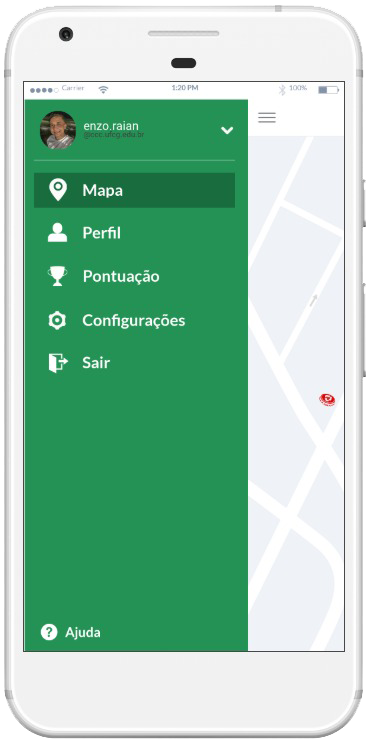 Carrier 1:20 PM 100%
enzo.raian
Mapa
Perfil
Pontuação
Configurações
Sair
Ajuda